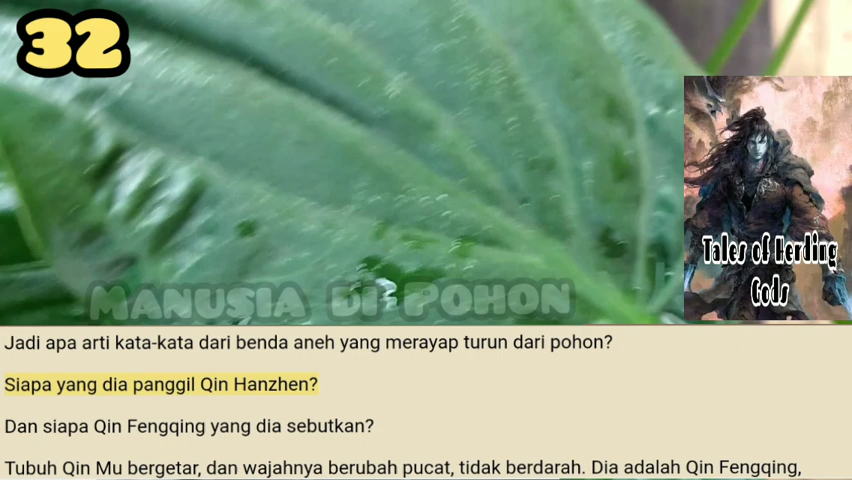 32
Tales of Herding
Gods
MANUSIA DI POHON
Jadi apa arti kata-kata dari benda aneh yang merayap turun dari pohon?
Siapa yang dia panggil Qin Hanzhen?
Dan siapa Qin Fengqing yang dia sebutkan?
Tubuh Qin Mu bergetar, dan wajahnya berubah pucat, tidak berdarah. Dia adalah Qin Fengqing,